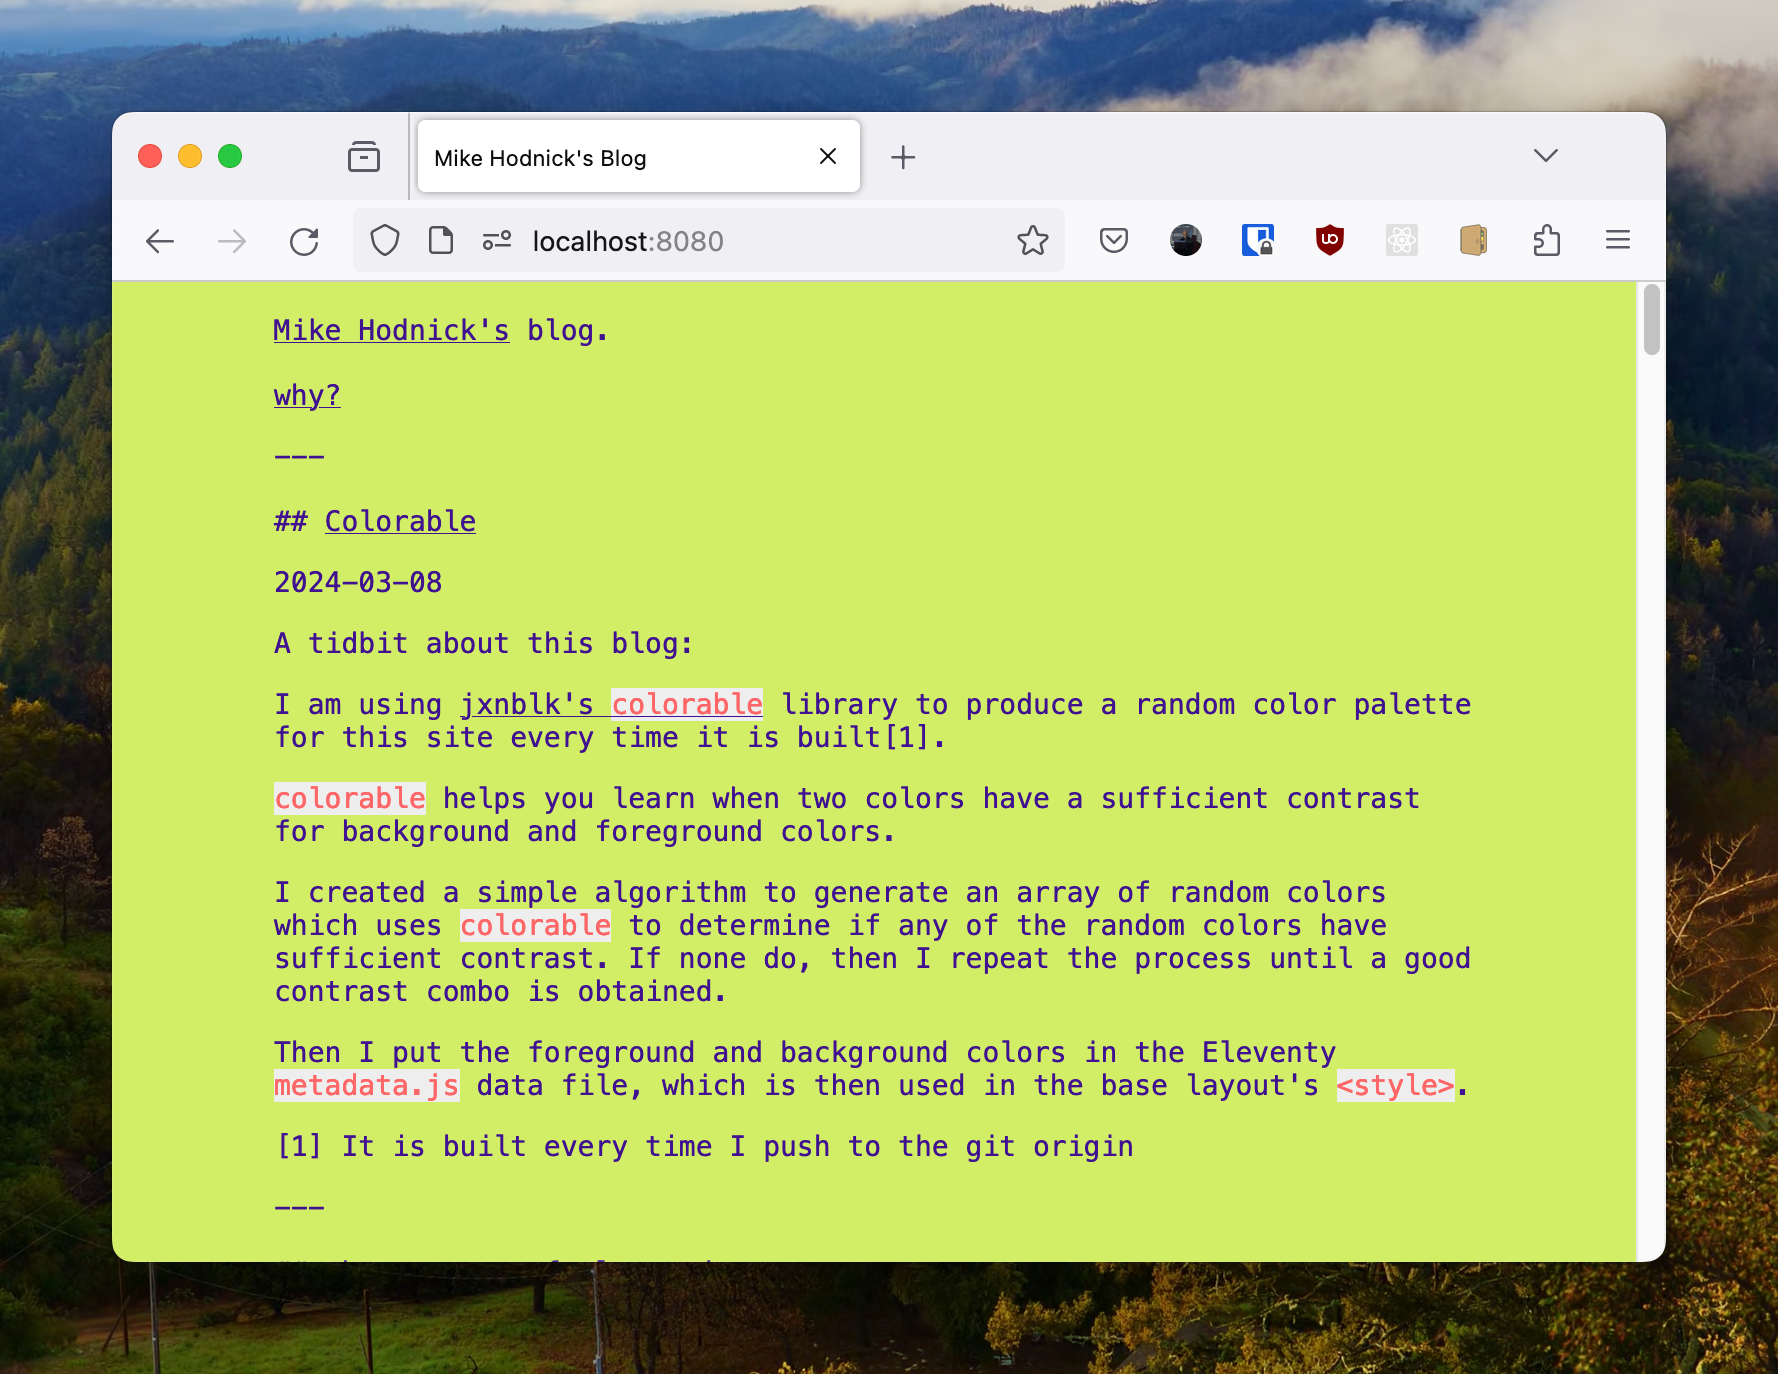 Mike Hodnick's Blog
localhost:8080
Mike Hodnick's blog.
why?
---
## Colorable
2024-03-08
A tidbit about this blog:
I am using jxnblk's colorable library to produce a random color palette
for this site every time it is built[1].
colorable helps you learn when two colors have a sufficient contrast
for background and foreground colors.
I created a simple algorithm to generate an array of random colors
which uses colorable to determine if any of the random colors have
sufficient contrast. If none do, then I repeat the process until a good
contrast combo is obtained.
Then I put the foreground and background colors in the Eleventy
metadata.js data file, which is then used in the base layout's <style>.
[1] It is built every time I push to the git origin
---